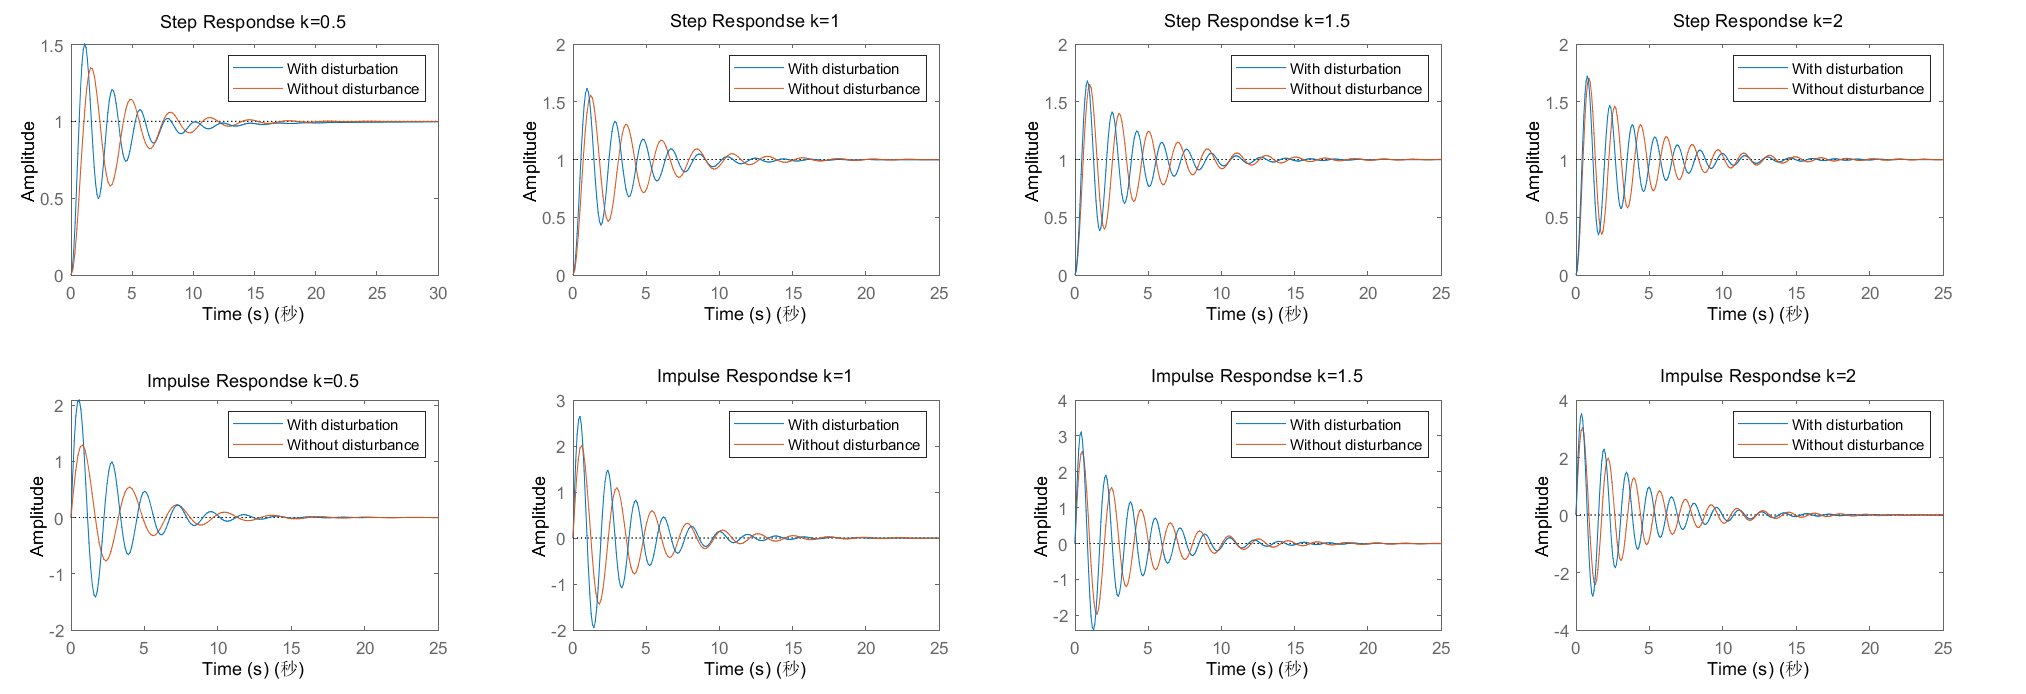 Step Respondse k=0.5
1.5
1
0.5
0
Amplitude
With disturbation
Without disturbance
0 5 10 15 20 25 30
Time (s) (秒)
Step Respondse k=1
2
1.5
1
0.5
0
Amplitude
With disturbation
Without disturbance
0 5 10 15 20 25
Time (s) (秒)
Step Respondse k=1.5
2
1.5
1
0.5
0
Amplitude
With disturbation
Without disturbance
0 5 10 15 20 25
Time (s) (秒)
Step Respondse k=2
2
1.5
1
0.5
0
Amplitude
With disturbation
Without disturbance
0 5 10 15 20 25
Time (s) (秒)
Impulse Respondse k=0.5
2
1
0
-1
-2
Amplitude
With disturbation
Without disturbance
0 5 10 15 20 25
Time (s) (秒)
Impulse Respondse k=1
3
2
1
0
-1
-2
Amplitude
With disturbation
Without disturbance
0 5 10 15 20 25
Time (s) (秒)
Impulse Respondse k=1.5
4
3
2
1
0
-1
-2
Amplitude
With disturbation
Without disturbance
0 5 10 15 20 25
Time (s) (秒)
Impulse Respondse k=2
4
2
0
-2
-4
Amplitude
With disturbation
Without disturbance
0 5 10 15 20 25
Time (s) (秒)